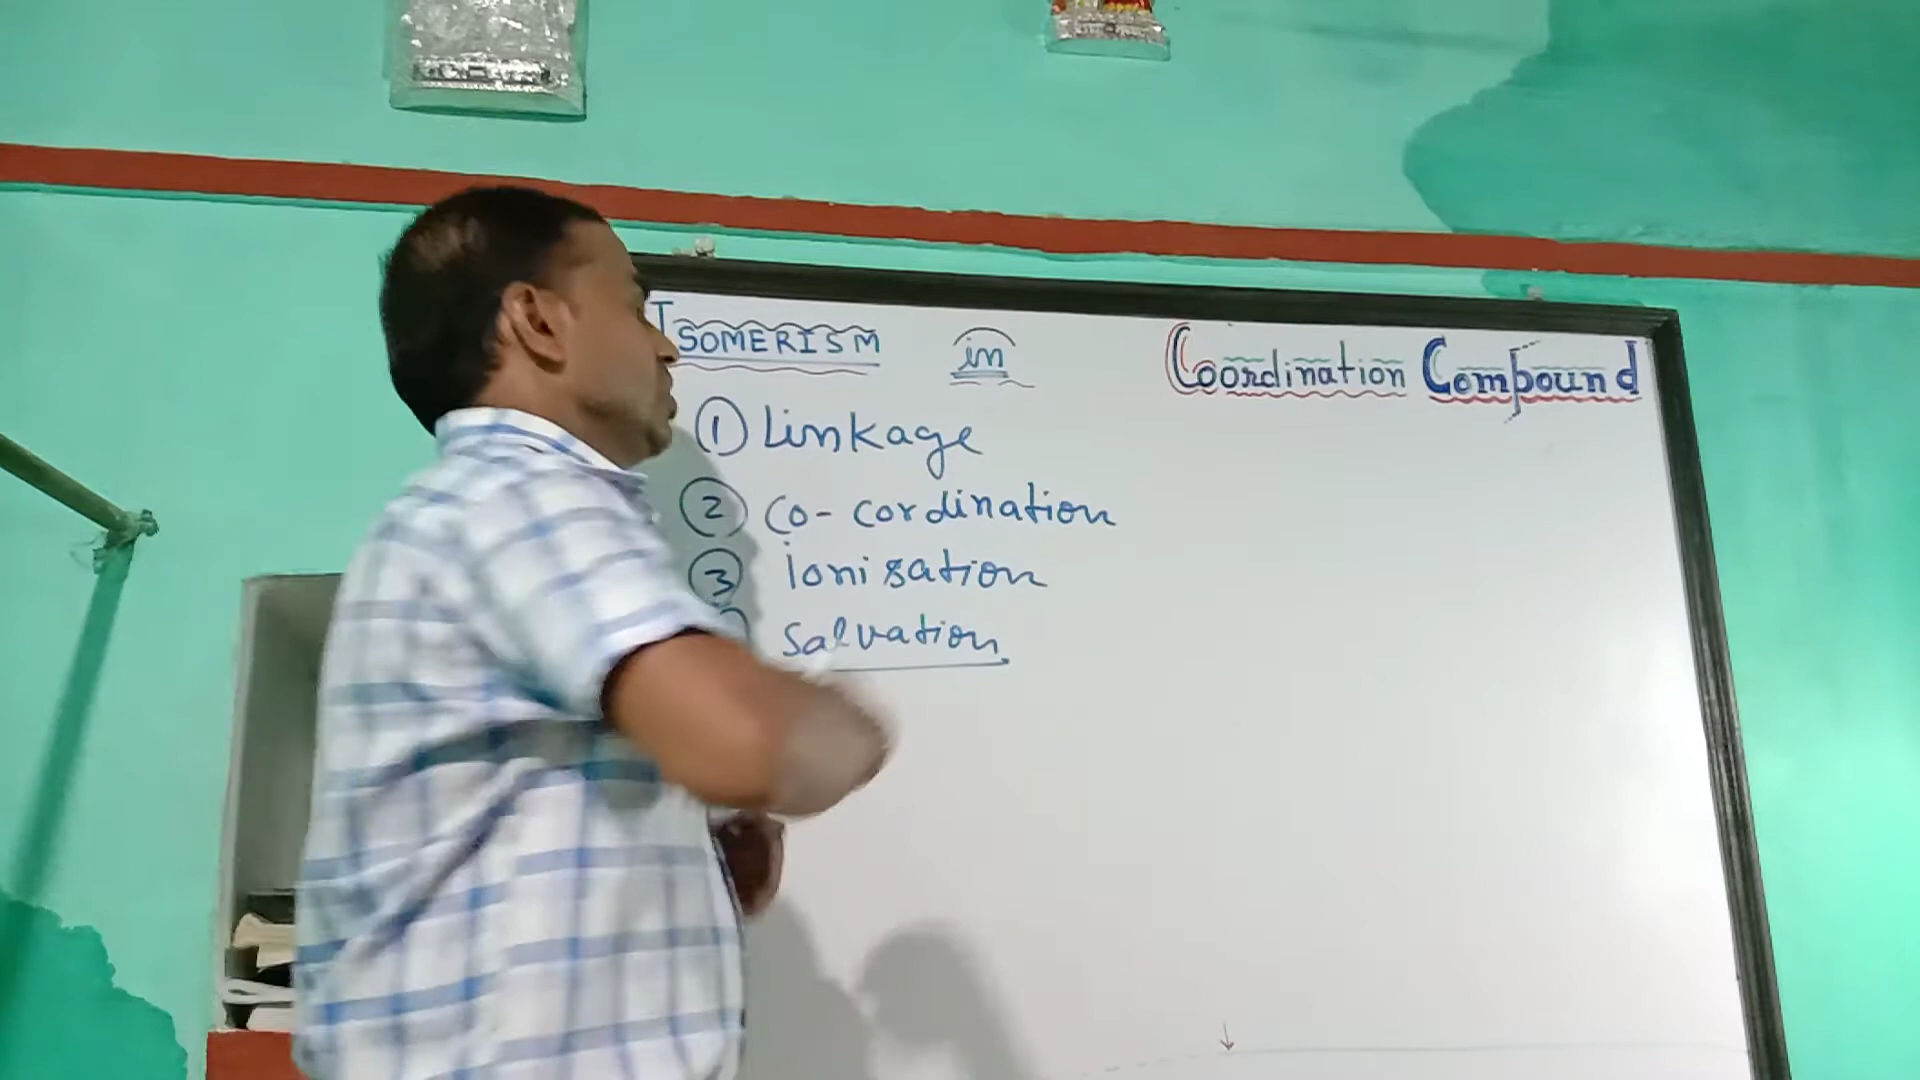 ISOMERISM in Coordination Compound
① Linkage
② Co-cordination
③ ionisation
salvation